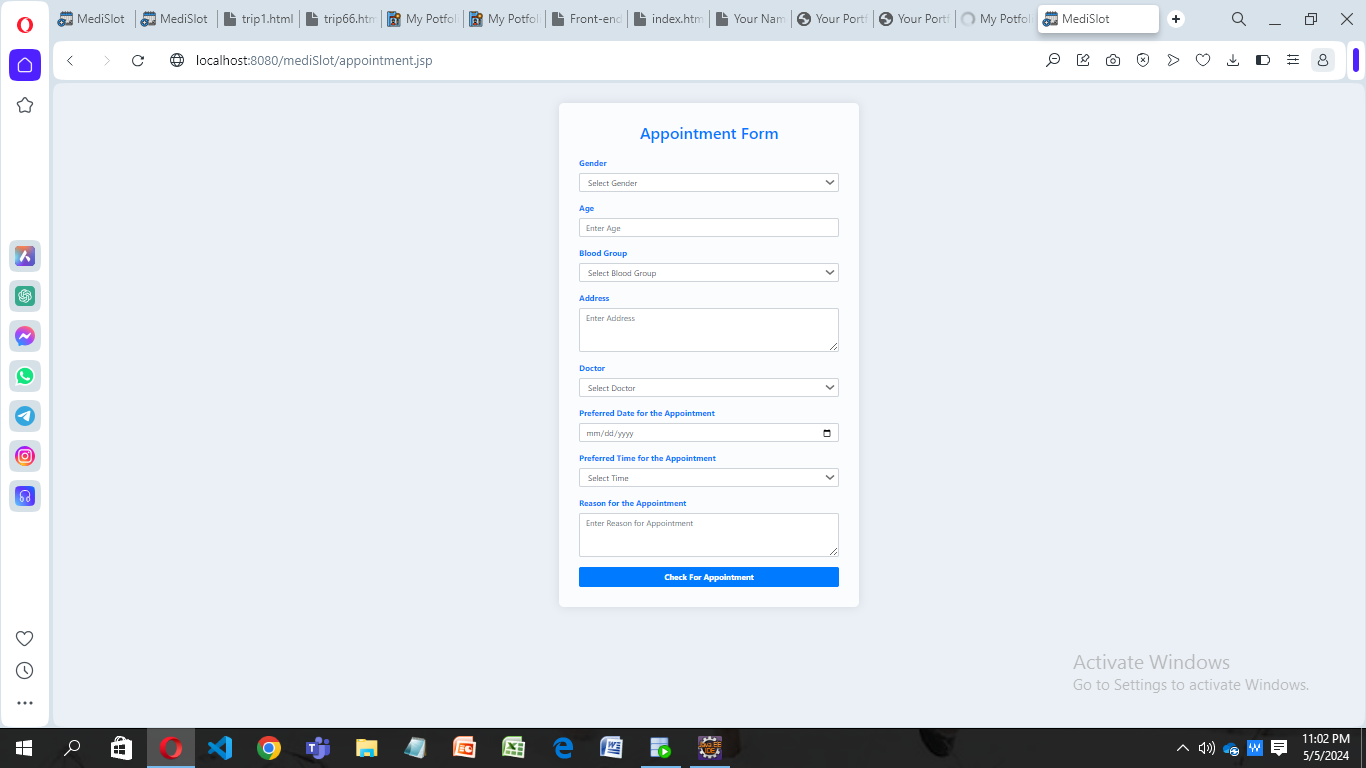 MediSlot
MediSlot
trip1.html
trip66.htm
My Potfol
My Potfol
Front-end
index.htm
Your Nam
Your Portf
Your Portf
My Potfol
MediSlot
localhost:8080/mediSlot/appointment.jsp
Appointment Form
Gender
Select Gender
Age
Enter Age
Blood Group
Select Blood Group
Address
Enter Address
Doctor
Select Doctor
Preferred Date for the Appointment
mm/dd/yyyy
Preferred Time for the Appointment
Select Time
Reason for the Appointment
Enter Reason for Appointment
Check For Appointment
Activate Windows
Go to Settings to activate Windows.
11:02 PM
5/5/2024